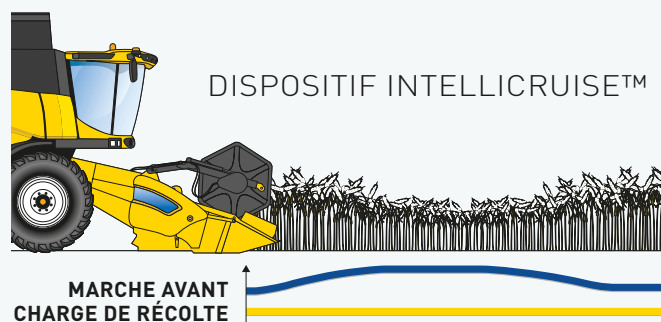 DISPOSITIF INTELLICRUISE™
MARCHE AVANT
CHARGE DE RÉCOLTE